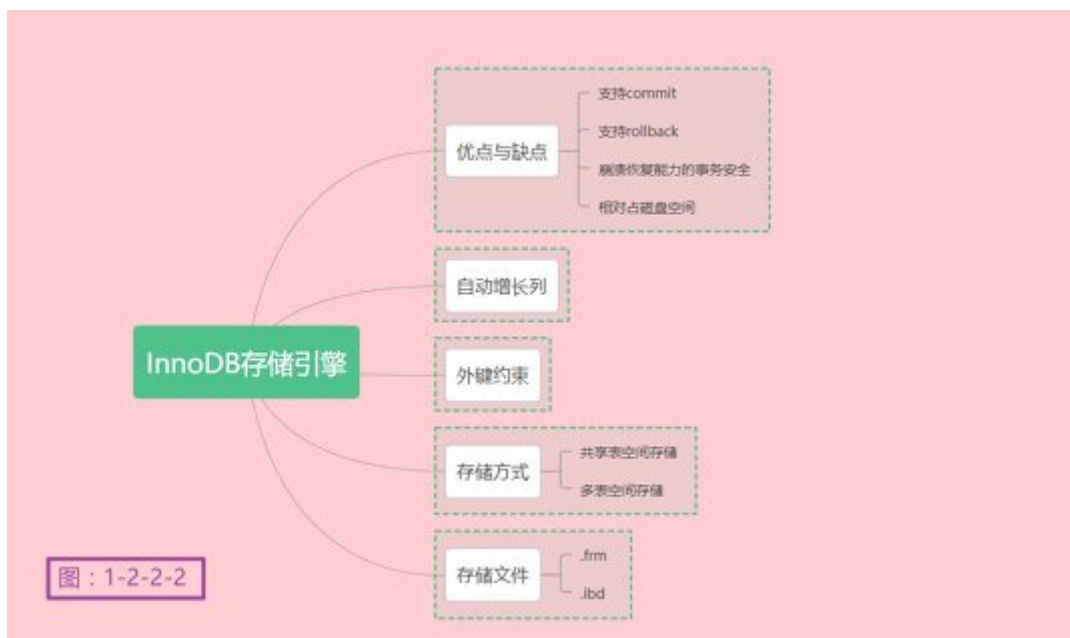 支持commit
支持rollback
优点与缺点
崩溃恢复能力的事务安全
相对占磁盘空间
自动增长列
InnoDB存储引擎
外键约束
共享表空间存储
存储方式
多表空间存储
.frm
存储文件
.ibd
图：1-2-2-2